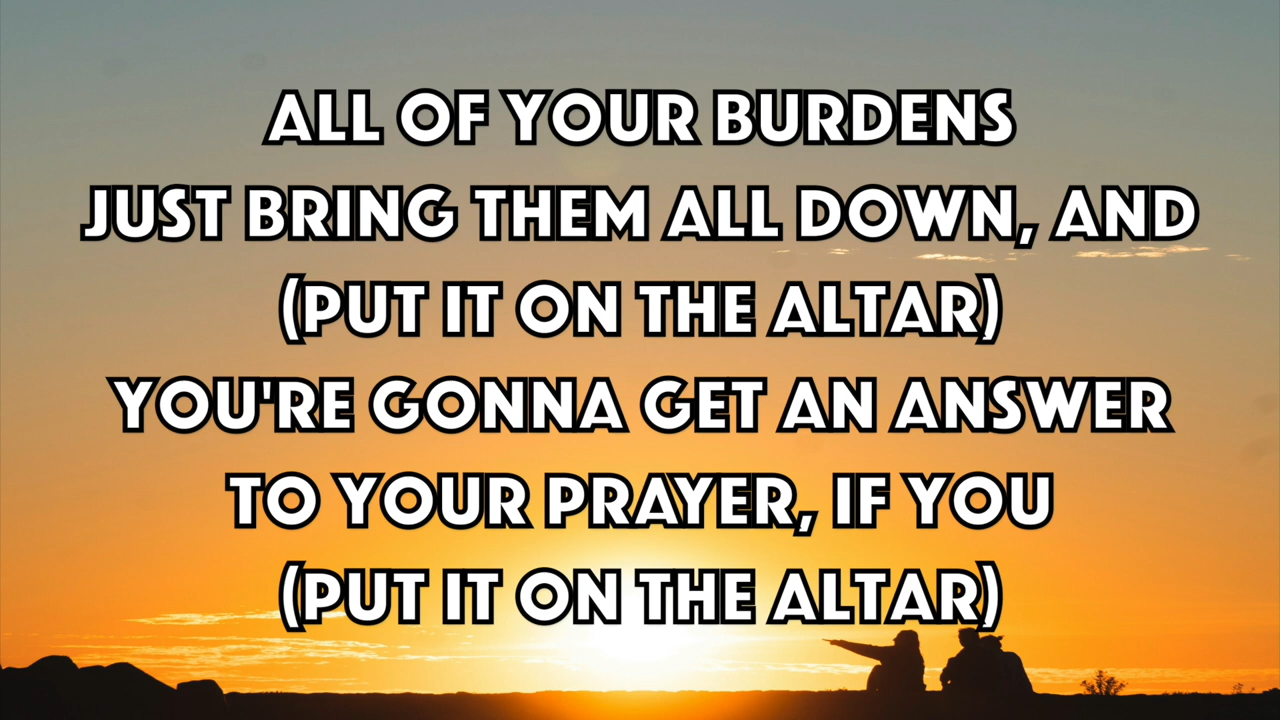 ALL OF YOUR BURDENS
JUST BRING THEM ALL DOWN, AND
(PUT IT ON THE ALTAR)
YOU'RE GONNA GET AN ANSWER
TO YOUR PRAYER, IF YOU
(PUT IT ON THE ALTAR)